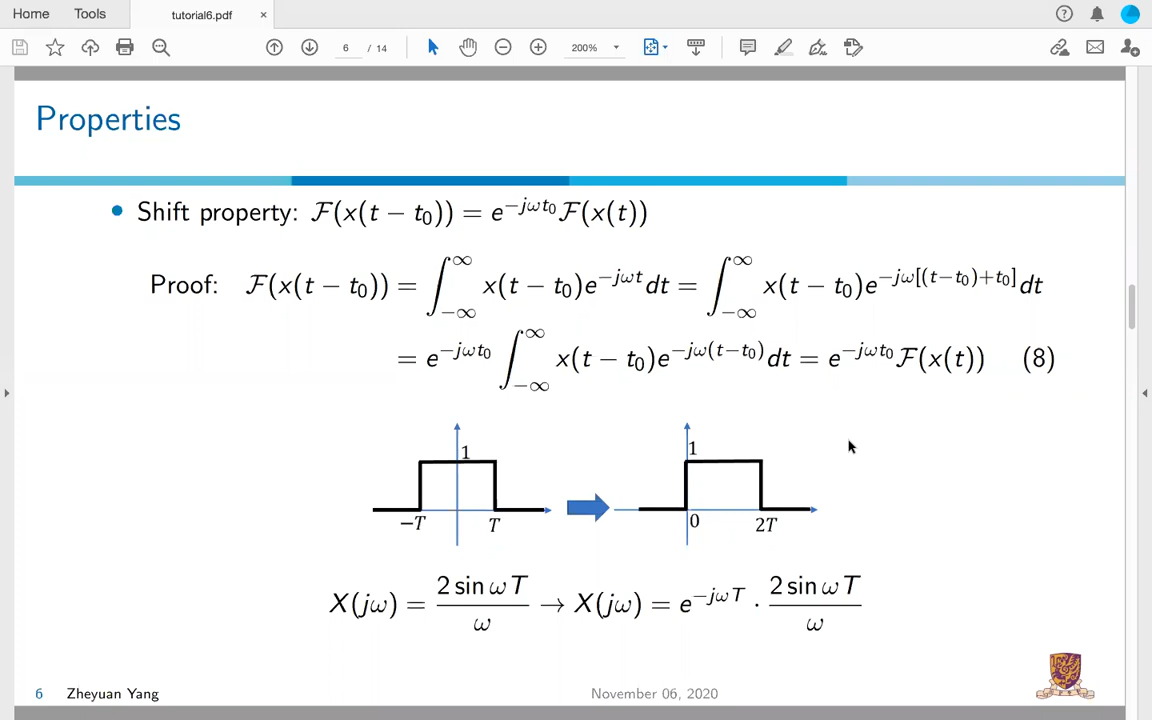 Home Tools tutorial6.pdf ×
6 / 14 200%
Properties
• Shift property: ℱ(x(t − t₀)) = e^{−jωt₀}ℱ(x(t))
Proof: ℱ(x(t − t₀)) = ∫_{−∞}^{∞} x(t − t₀)e^{−jωt}dt = ∫_{−∞}^{∞} x(t − t₀)e^{−jω[(t−t₀)+t₀]}dt
= e^{−jωt₀} ∫_{−∞}^{∞} x(t − t₀)e^{−jω(t−t₀)}dt = e^{−jωt₀}ℱ(x(t)) (8)
1 1
−T T 0 2T
X(jω) = \frac{2 sin ωT}{ω} → X(jω) = e^{−jωT} · \frac{2 sin ωT}{ω}
6 Zheyuan Yang November 06, 2020